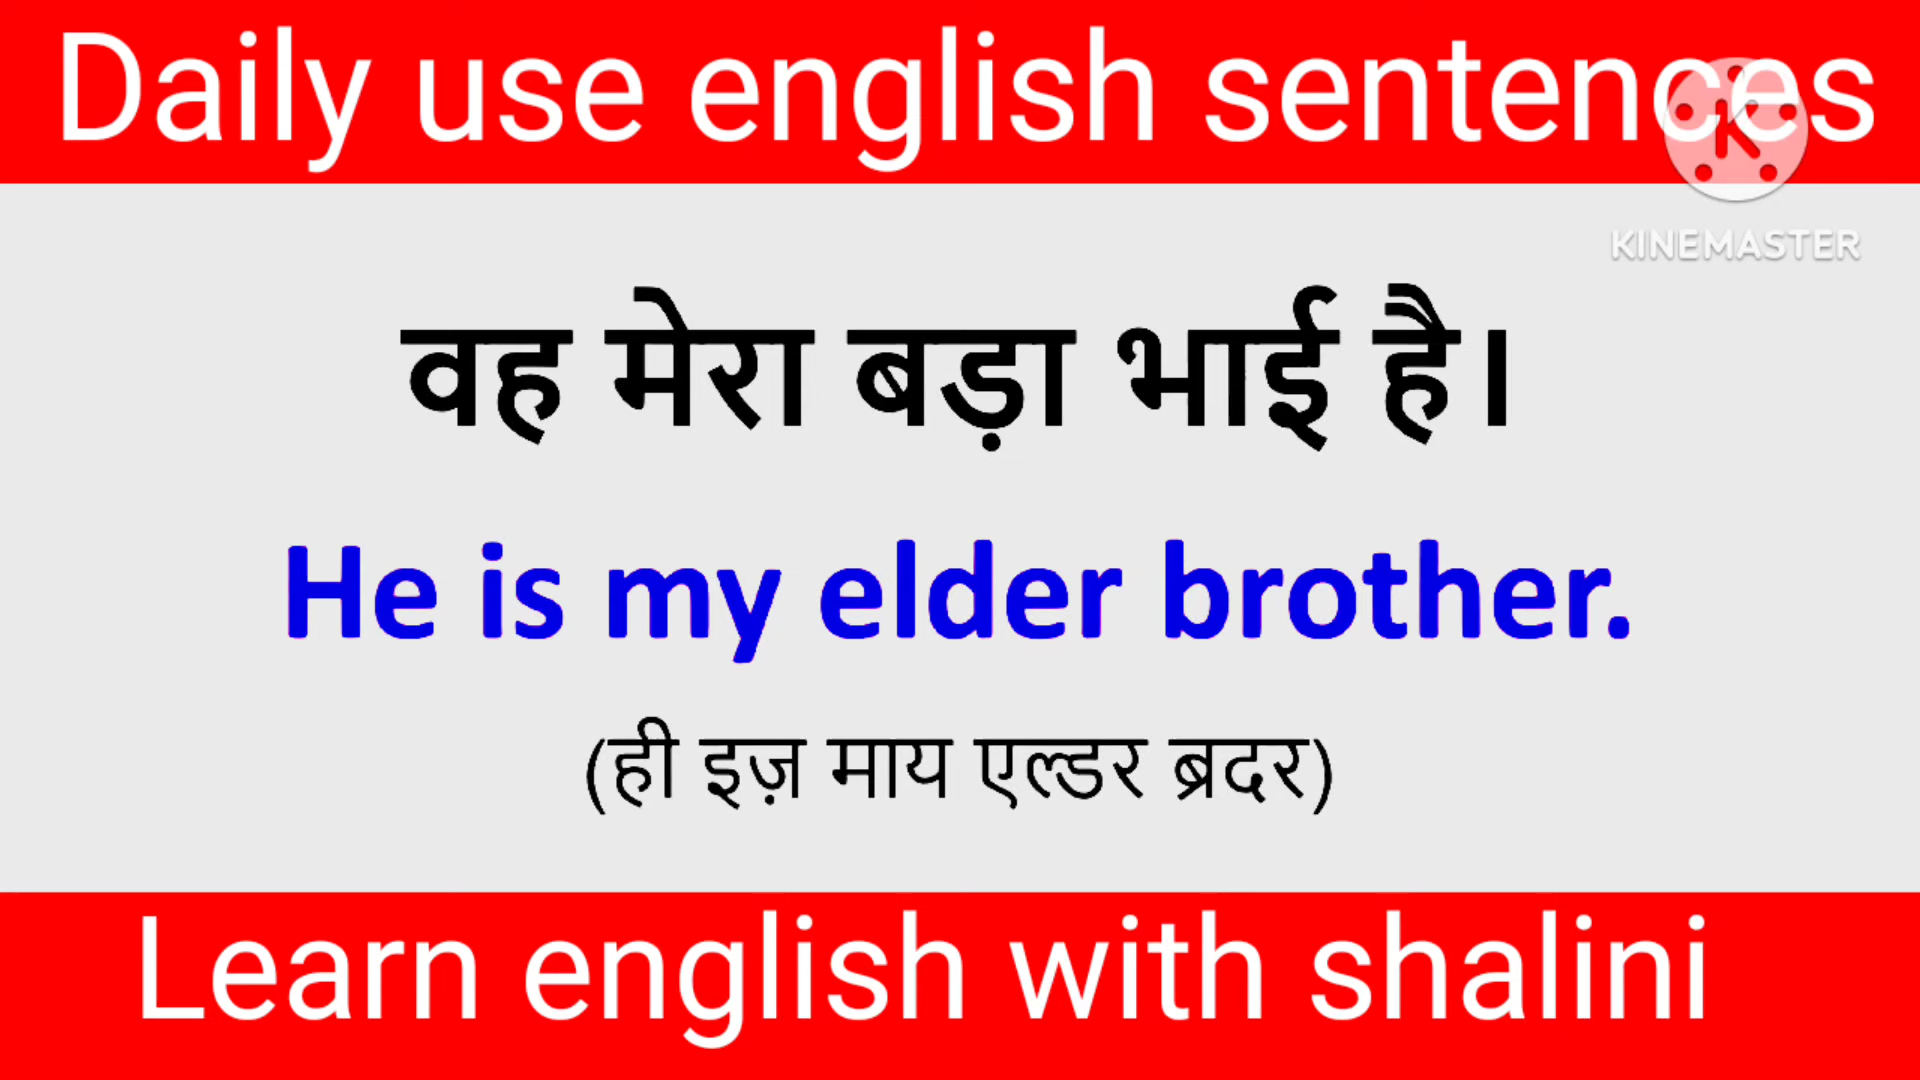 Daily use english sentences
K
KINEMASTER
वह मेरा बड़ा भाई है।
He is my elder brother.
(ही इज़ माय एल्डर ब्रदर)
Learn english with shalini